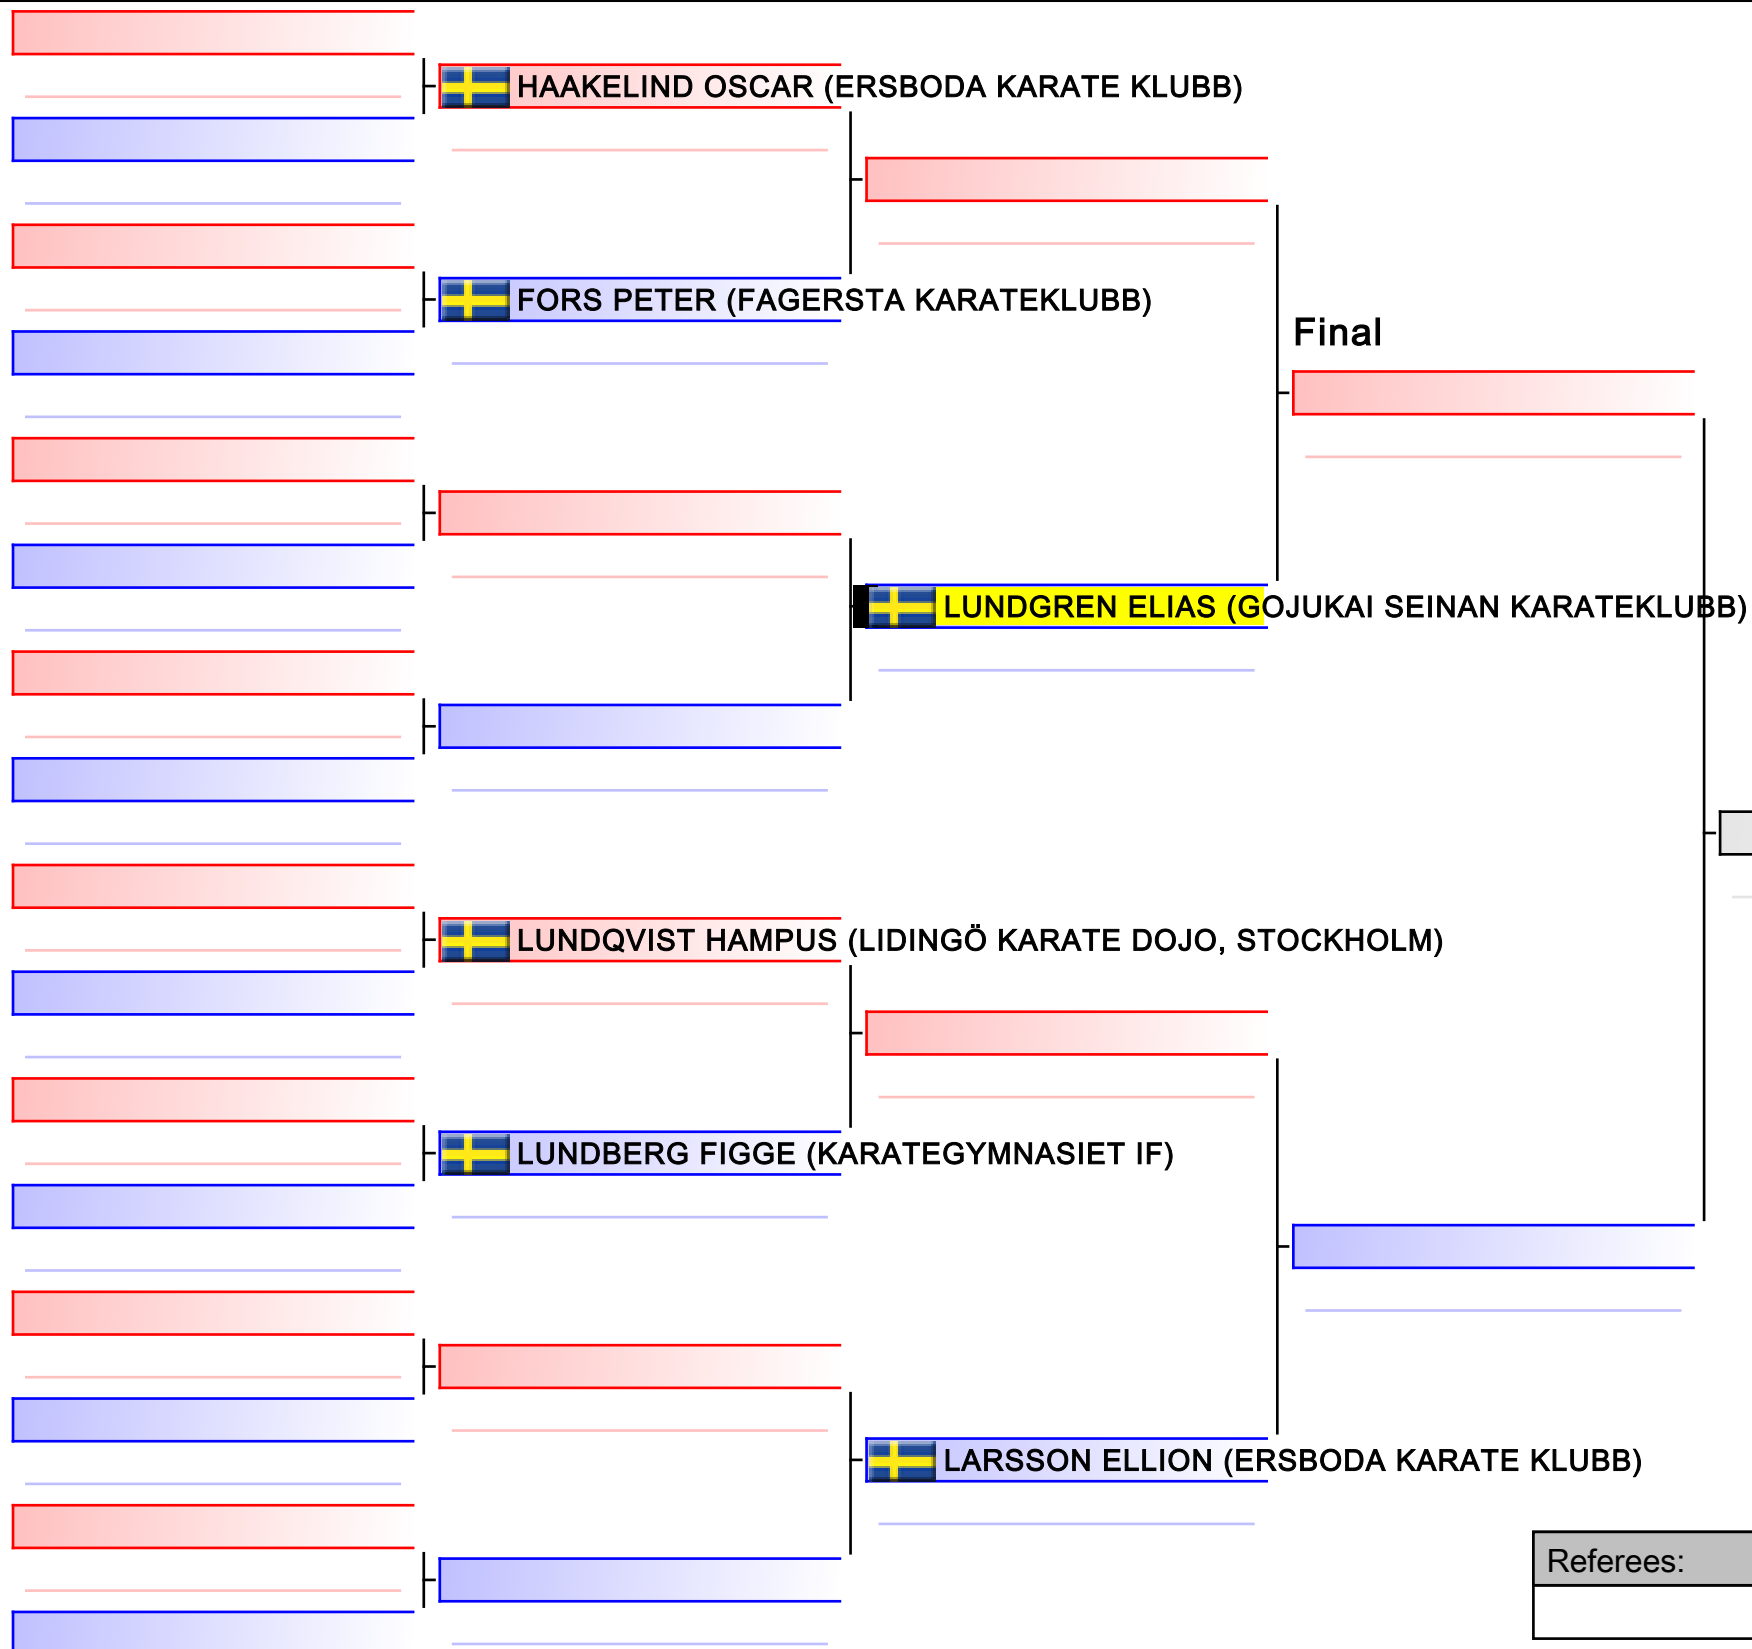 HAAKELIND OSCAR (ERSBODA KARATE KLUBB)
FORS PETER (FAGERSTA KARATEKLUBB)
Final
LUNDGREN ELIAS (GOJUKAI SEINAN KARATEKLUBB)
LUNDQVIST HAMPUS (LIDINGÖ KARATE DOJO, STOCKHOLM)
LUNDBERG FIGGE (KARATEGYMNASIET IF)
LARSSON ELLION (ERSBODA KARATE KLUBB)
Referees: